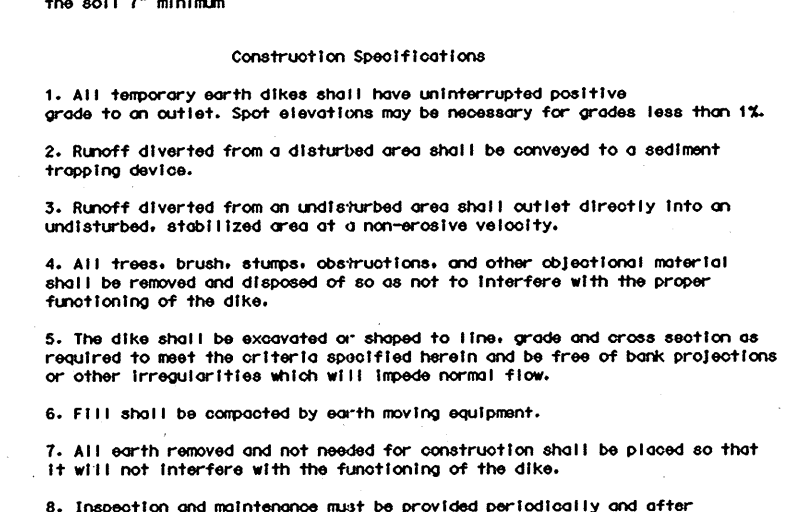 the soil 7" minimum
Construction Specifications
1. All temporary earth dikes shall have uninterrupted positive
grade to an outlet. Spot elevations may be necessary for grades less than 1%.
2. Runoff diverted from a disturbed area shall be conveyed to a sediment
trapping device.
3. Runoff diverted from an undisturbed area shall outlet directly into an
undisturbed, stabilized area at a non-erosive velocity.
4. All trees, brush, stumps, obstructions, and other objectional material
shall be removed and disposed of so as not to interfere with the proper
functioning of the dike.
5. The dike shall be excavated or shaped to line, grade and cross section as
required to meet the criteria specified herein and be free of bank projections
or other irregularities which will impede normal flow.
6. Fill shall be compacted by earth moving equipment.
7. All earth removed and not needed for construction shall be placed so that
it will not interfere with the functioning of the dike.
8. Inspection and maintenance must be provided periodically and after